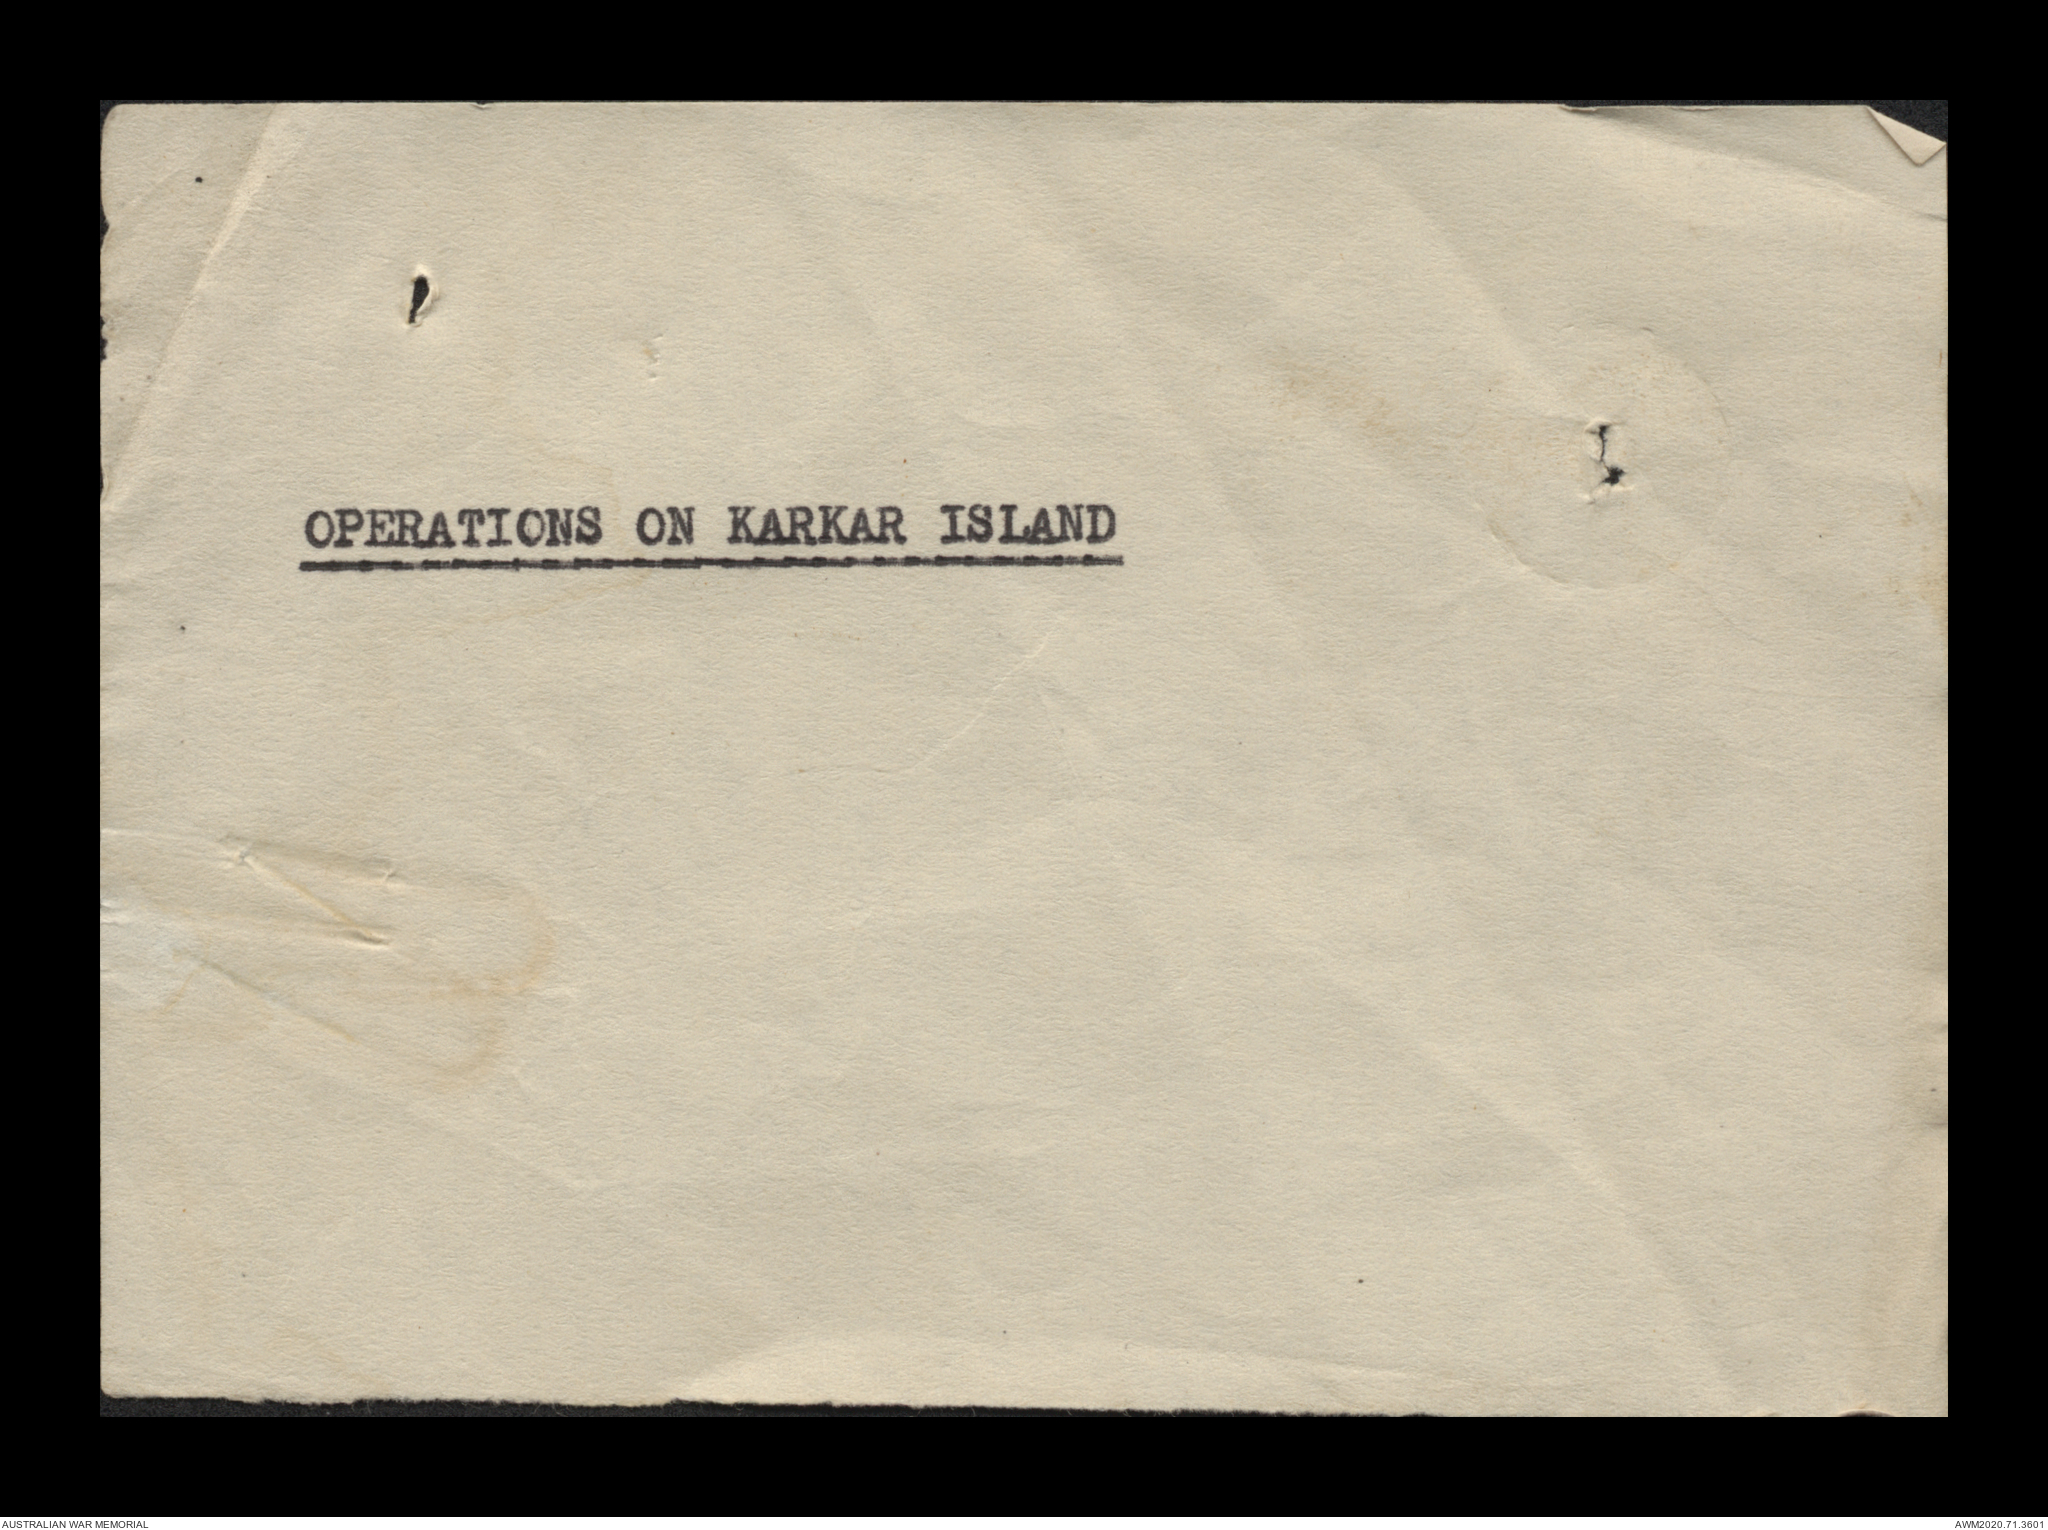 OPERATIONS ON KARKAR ISLAND
AUSTRALIAN WAR MEMORIAL
AWM2020.71.3601